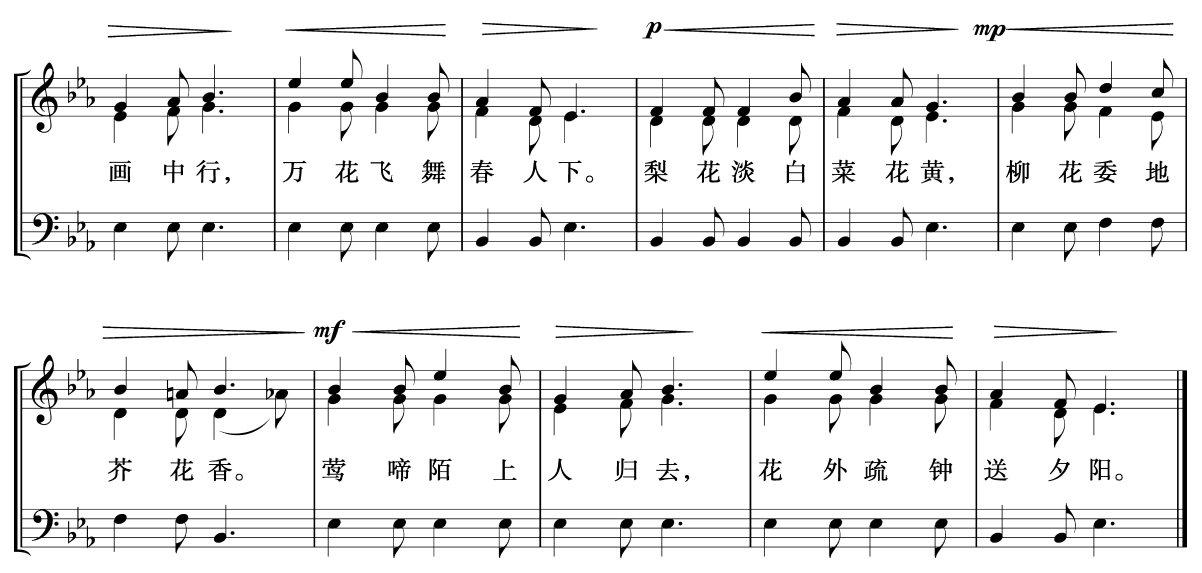 p mp
画 中 行， 万 花 飞 舞 春 人 下。 梨 花 淡 白 菜 花 黄， 柳 花 委 地
mf
芥 花 香。 莺 啼 陌 上 人 归 去， 花 外 疏 钟 送 夕 阳。